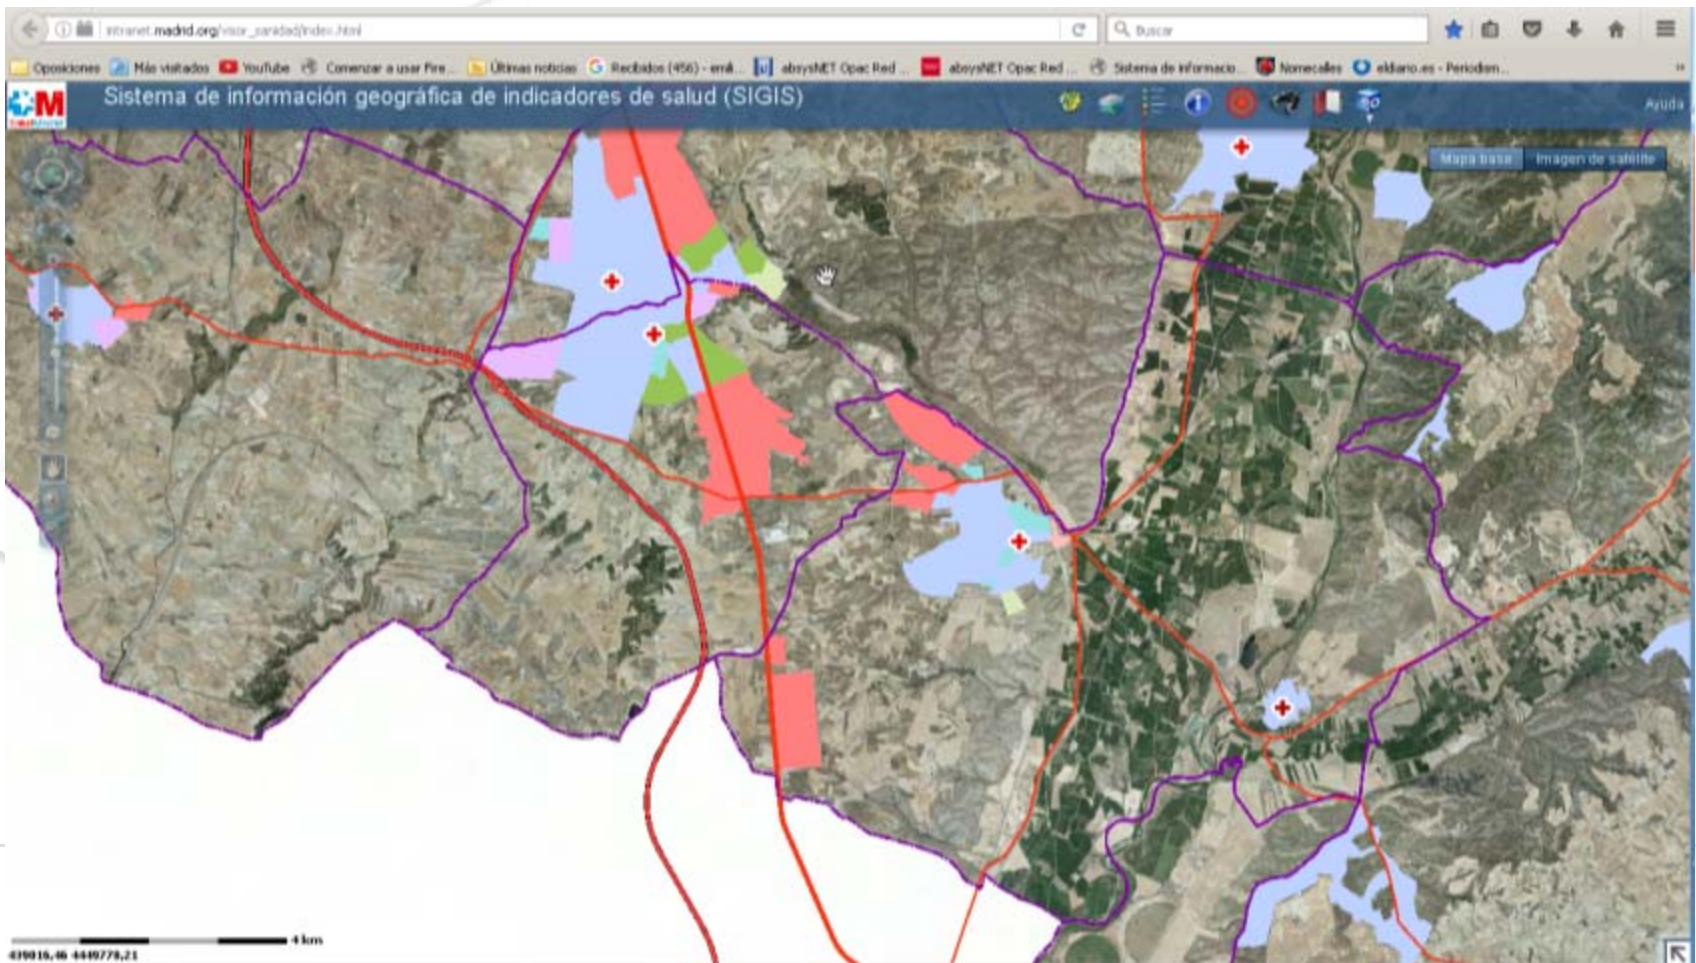 intranet.madrid.org/visor_sanidad/index.html
Buscar
Oposiciones Más visitados YouTube Comenzar a usar Fire... Últimas noticias Recibidos (456) - emil... absysNET Opac Red ... absysNET Opac Red ... Sistema de informacio... Nomecalles eldiario.es - Periodism...
M Sistema de información geográfica de indicadores de salud (SIGIS) Ayuda
Mapa base Imagen de satélite
4 km
439816,46 4449778,21